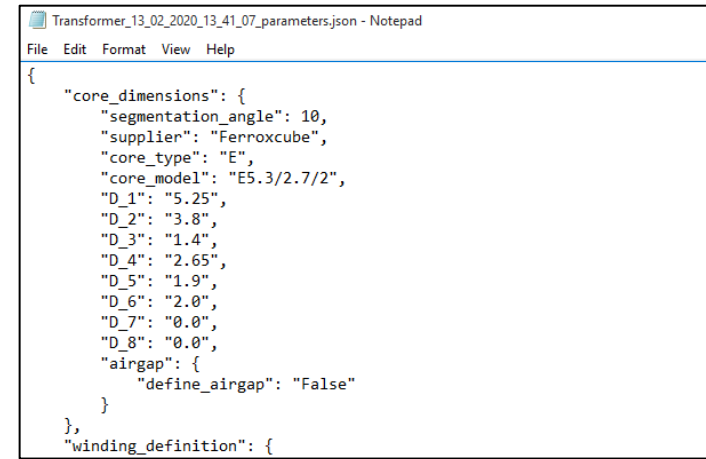 Transformer_13_02_2020_13_41_07_parameters.json - Notepad
File Edit Format View Help
{
    "core_dimensions": {
        "segmentation_angle": 10,
        "supplier": "Ferroxcube",
        "core_type": "E",
        "core_model": "E5.3/2.7/2",
        "D_1": "5.25",
        "D_2": "3.8",
        "D_3": "1.4",
        "D_4": "2.65",
        "D_5": "1.9",
        "D_6": "2.0",
        "D_7": "0.0",
        "D_8": "0.0",
        "airgap": {
            "define_airgap": "False"
        }
    },
    "winding_definition": {